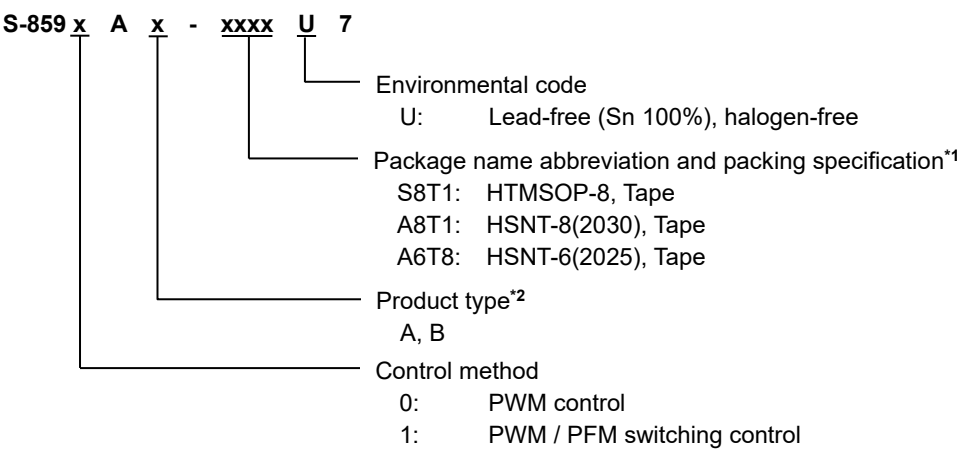 S-859 x A x - xxxx U 7
Environmental code
U: Lead-free (Sn 100%), halogen-free
Package name abbreviation and packing specification*1
S8T1: HTMSOP-8, Tape
A8T1: HSNT-8(2030), Tape
A6T8: HSNT-6(2025), Tape
Product type*2
A, B
Control method
0: PWM control
1: PWM / PFM switching control